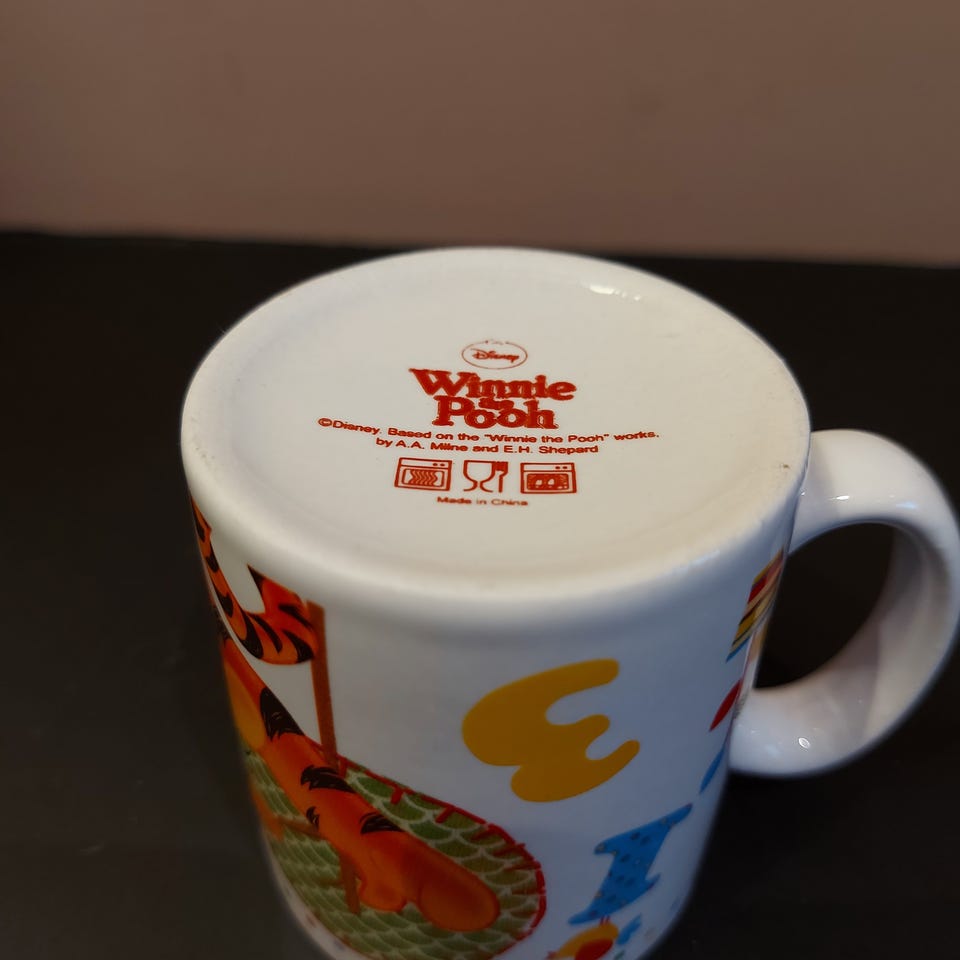 Disney
Winnie
the
Pooh
©Disney. Based on the "Winnie the Pooh" works.
by A.A. Milne and E.H. Shepard
Made in China
E
I